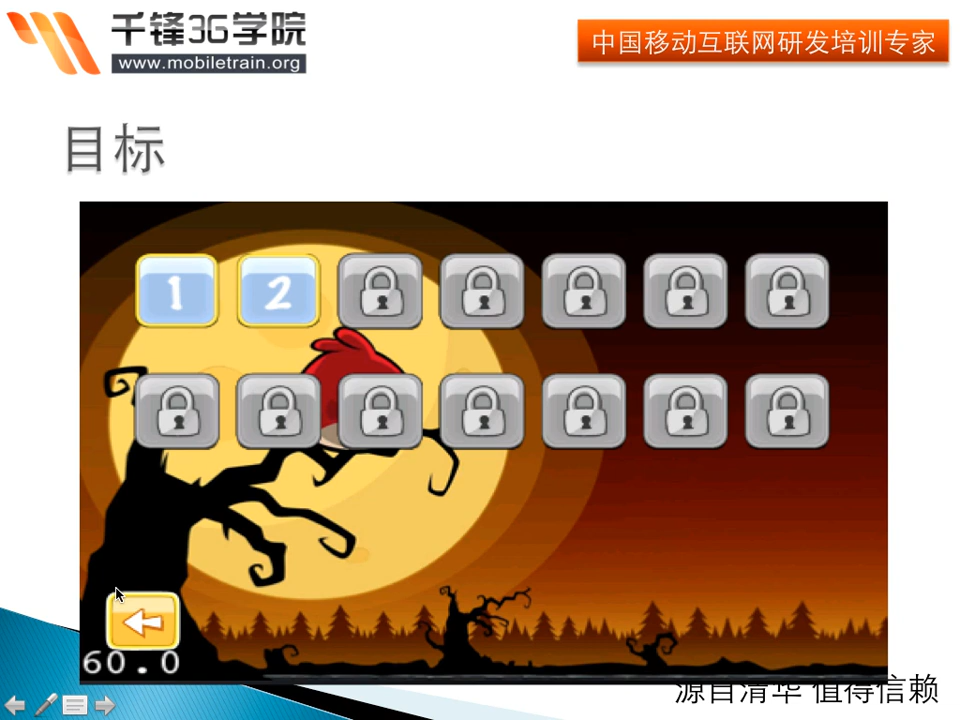 千锋3G学院
www.mobiletrain.org
中国移动互联网研发培训专家
目标
1 2
60.0
源自清华 值得信赖